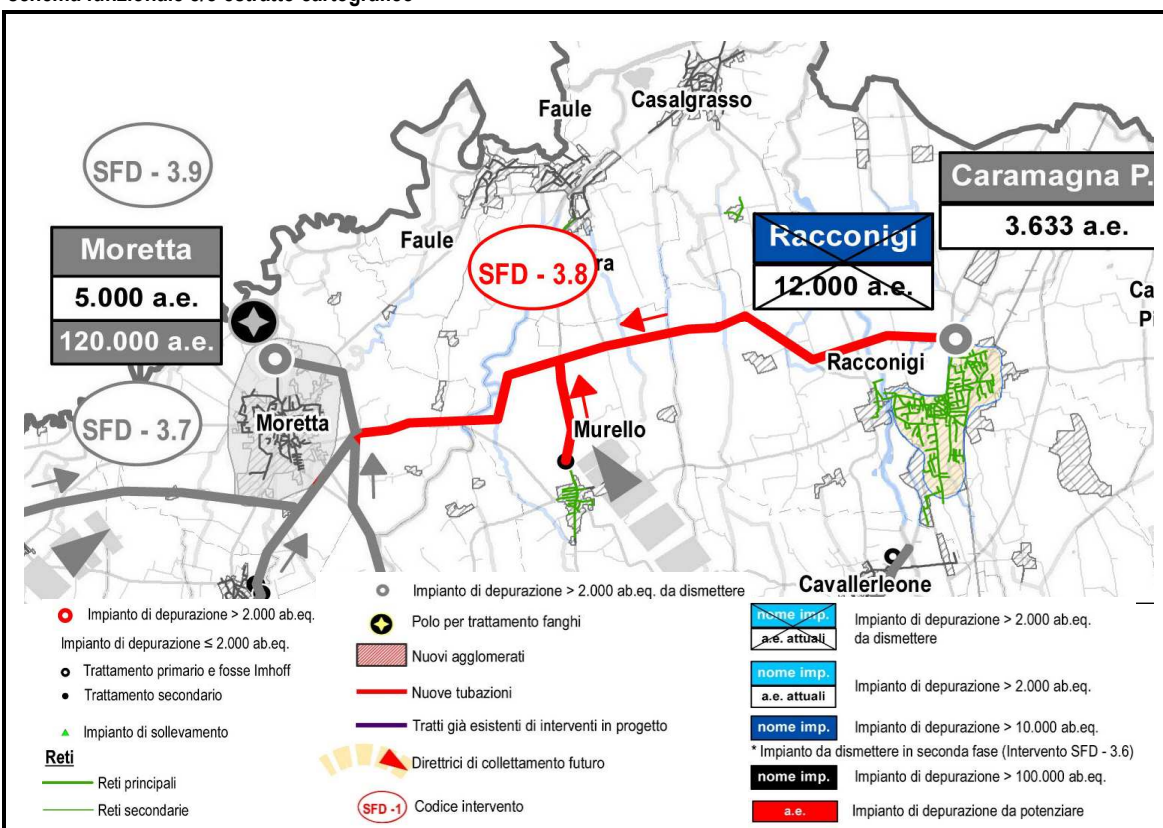 Faule
Casalgrasso
SFD - 3.9
Caramagna P.
3.633 a.e.
Moretta
5.000 a.e.
120.000 a.e.
Faule
SFD - 3.8
ra
Racconigi
12.000 a.e.
Ca
Pi
Racconigi
SFD - 3.7
Moretta
Murello
Cavallerleone
Impianto di depurazione > 2.000 ab.eq.
Impianto di depurazione ≤ 2.000 ab.eq.
Trattamento primario e fosse Imhoff
Trattamento secondario
Impianto di sollevamento
Reti
Reti principali
Reti secondarie
Impianto di depurazione > 2.000 ab.eq. da dismettere
Polo per trattamento fanghi
Nuovi agglomerati
Nuove tubazioni
Tratti già esistenti di interventi in progetto
Direttrici di collettamento futuro
SFD -1 Codice intervento
nome imp. Impianto di depurazione > 2.000 ab.eq.
a.e. attuali da dismettere
nome imp.
a.e. attuali Impianto di depurazione > 2.000 ab.eq.
nome imp. Impianto di depurazione > 10.000 ab.eq.
* Impianto da dismettere in seconda fase (Intervento SFD - 3.6)
nome imp. Impianto di depurazione > 100.000 ab.eq.
a.e. Impianto di depurazione da potenziare